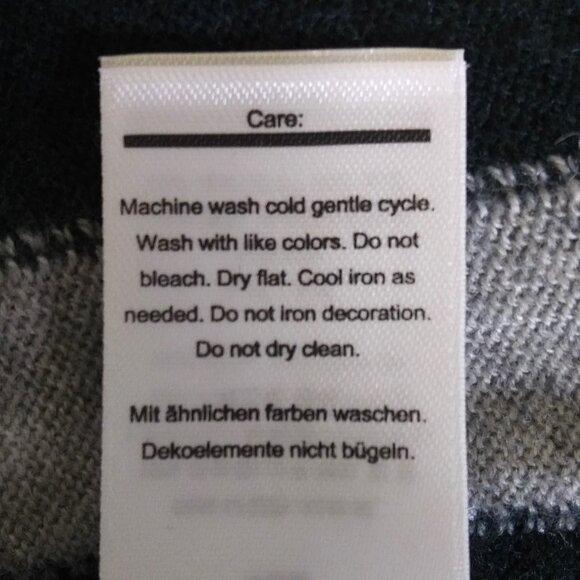 Care:
Machine wash cold gentle cycle.
Wash with like colors. Do not
bleach. Dry flat. Cool iron as
needed. Do not iron decoration.
Do not dry clean.
Mit ähnlichen farben waschen.
Dekoelemente nicht bügeln.